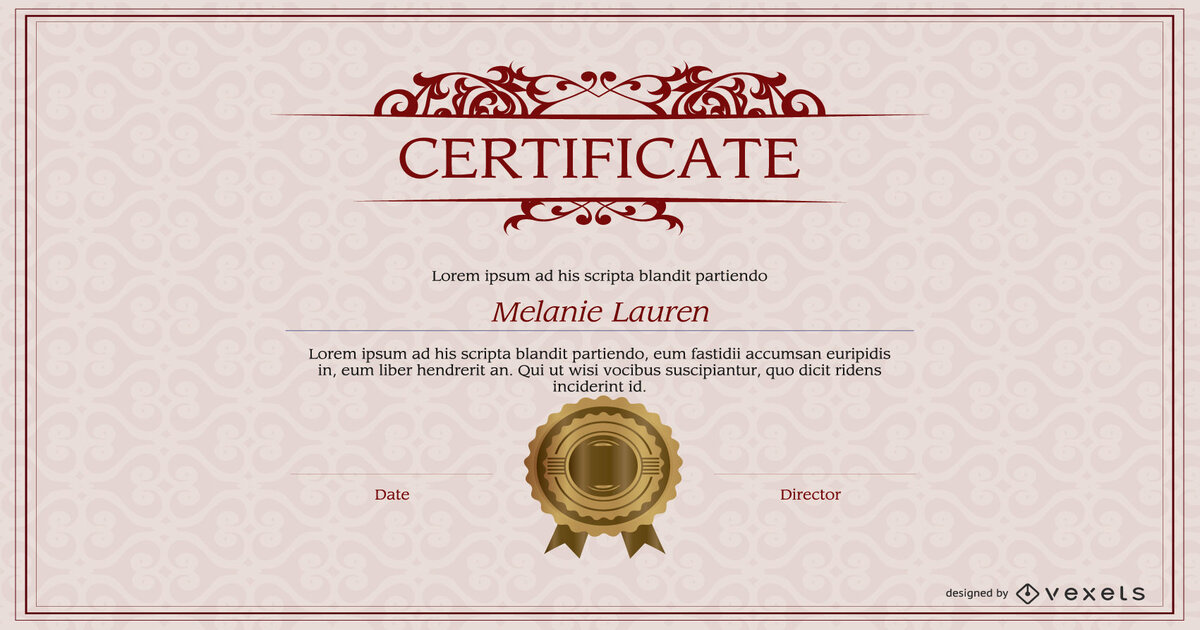 CERTIFICATE
Lorem ipsum ad his scripta blandit partiendo
Melanie Lauren
Lorem ipsum ad his scripta blandit partiendo, eum fastidii accumsan euripidis
in, eum liber hendrerit an. Qui ut wisi vocibus suscipiantur, quo dicit ridens
inciderint id.
Date
Director
designed by vexels